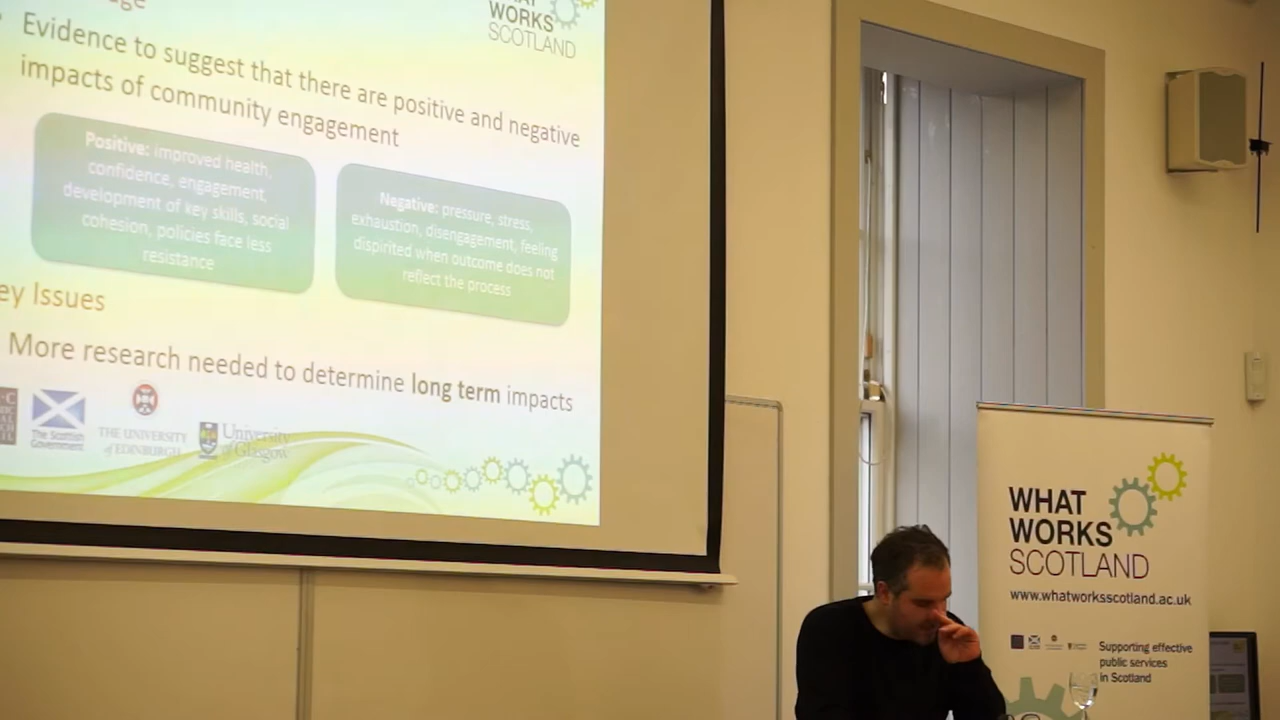 WORKS
SCOTLAND
Evidence to suggest that there are positive and negative
impacts of community engagement
Positive: improved health,
confidence, engagement,
development of key skills, social
cohesion, policies face less
resistance
Negative: pressure, stress,
exhaustion, disengagement, feeling
dispirited when outcome does not
reflect the process
ey Issues
More research needed to determine long term impacts
The Scottish
Government
THE UNIVERSITY
of EDINBURGH
University
of Glasgow
WHAT
WORKS
SCOTLAND
www.whatworksscotland.ac.uk
Supporting effective
public services
in Scotland